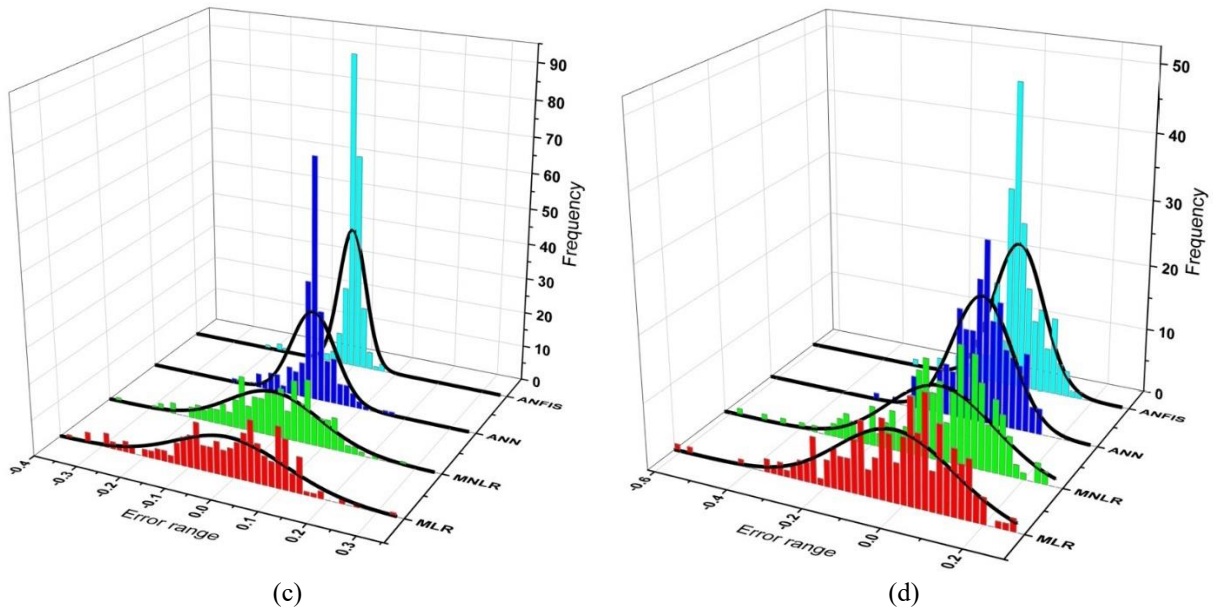 90
80
70
60
50
40
30
20
10
0
Frequency
ANFIS
ANN
MNLR
MLR
-0.4
-0.3
-0.2
-0.1
0.0
0.1
0.2
0.3
Error range
(c)
50
40
30
20
10
0
Frequency
ANFIS
ANN
MNLR
MLR
-0.6
-0.4
-0.2
0.0
0.2
Error range
(d)